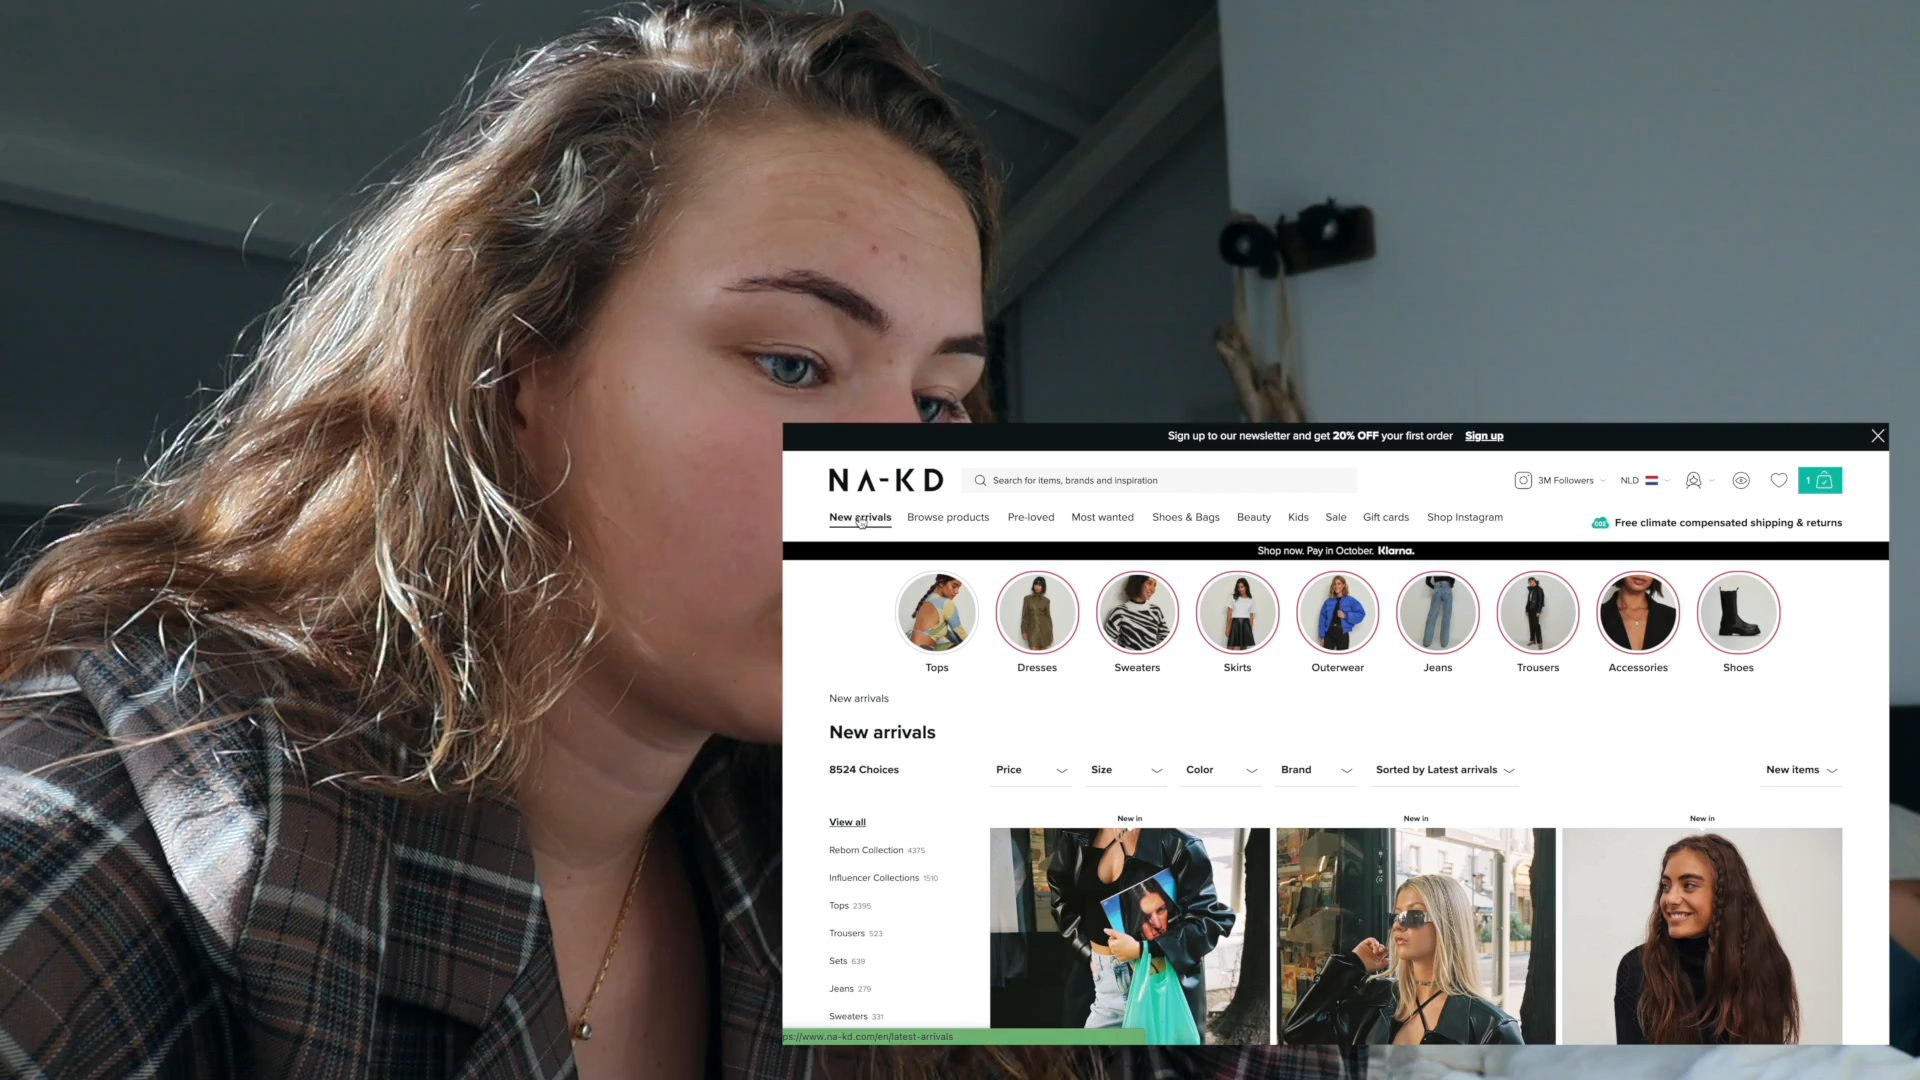 Sign up to our newsletter and get 20% OFF your first order Sign up
NA-KD
Search for items, brands and inspiration
3M Followers
NLD
1
New arrivals Browse products Pre-loved Most wanted Shoes & Bags Beauty Kids Sale Gift cards Shop Instagram
CO2 Free climate compensated shipping & returns
Shop now. Pay in October. Klarna.
Tops Dresses Sweaters Skirts Outerwear Jeans Trousers Accessories Shoes
New arrivals
New arrivals
8524 Choices Price Size Color Brand Sorted by Latest arrivals New items
View all
Reborn Collection 4375
Influencer Collections 1510
Tops 2395
Trousers 523
Sets 639
Jeans 279
Sweaters 331
New in New in New in
ps://www.na-kd.com/en/latest-arrivals